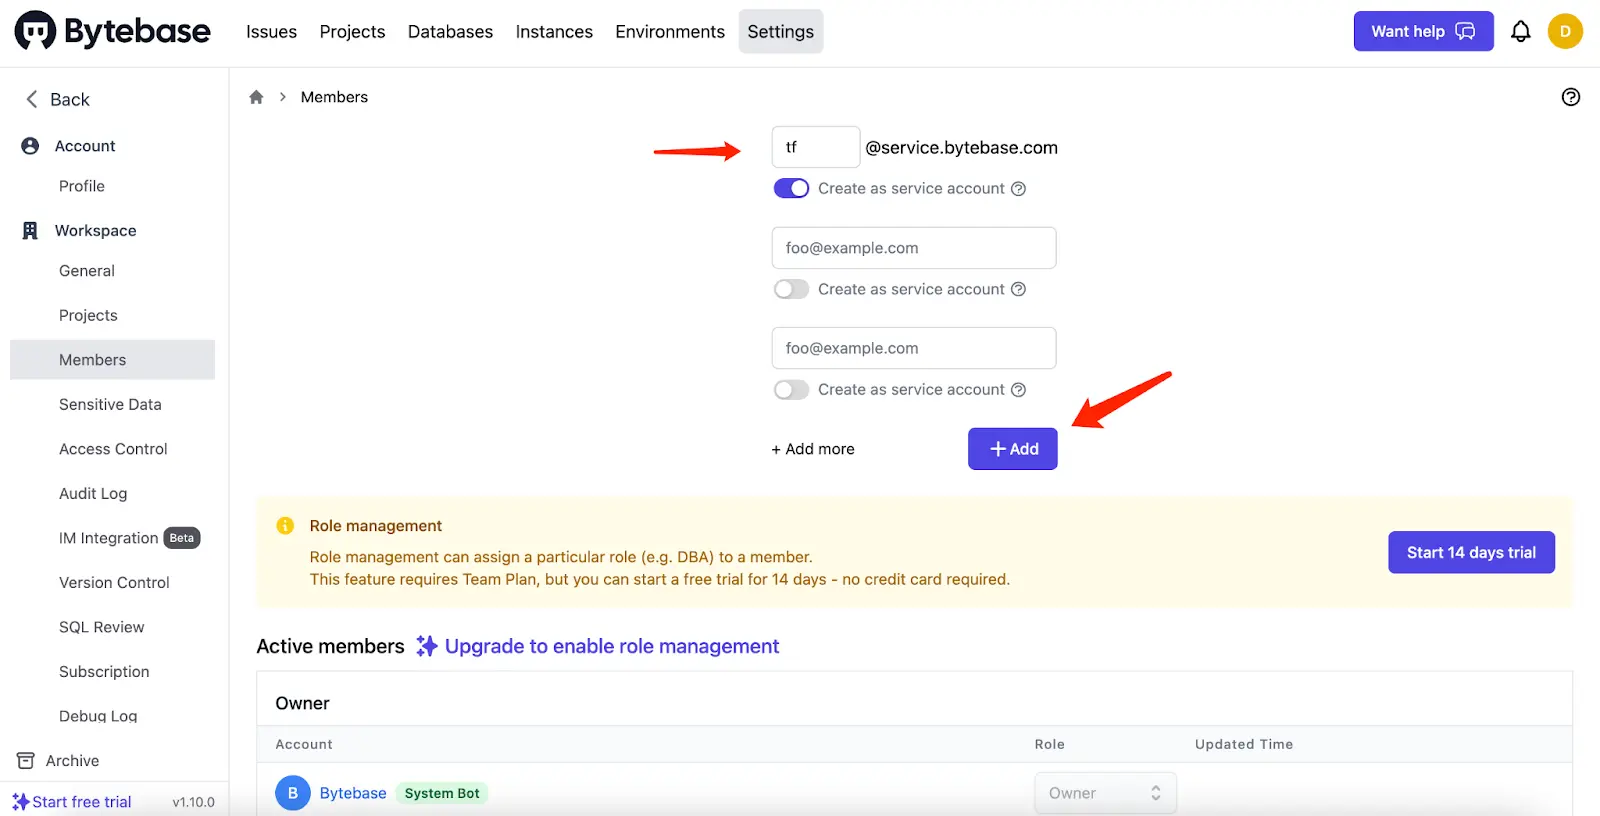 Bytebase
Issues Projects Databases Instances Environments Settings
Want help
D
Back
Account
Profile
Workspace
General
Projects
Members
Sensitive Data
Access Control
Audit Log
IM Integration Beta
Version Control
SQL Review
Subscription
Debug Log
Archive
Start free trial v1.10.0
Members
tf @service.bytebase.com
Create as service account
foo@example.com
Create as service account
foo@example.com
Create as service account
+ Add more
+ Add
Role management
Role management can assign a particular role (e.g. DBA) to a member.
This feature requires Team Plan, but you can start a free trial for 14 days - no credit card required.
Start 14 days trial
Active members Upgrade to enable role management
Owner
Account Role Updated Time
B Bytebase System Bot Owner